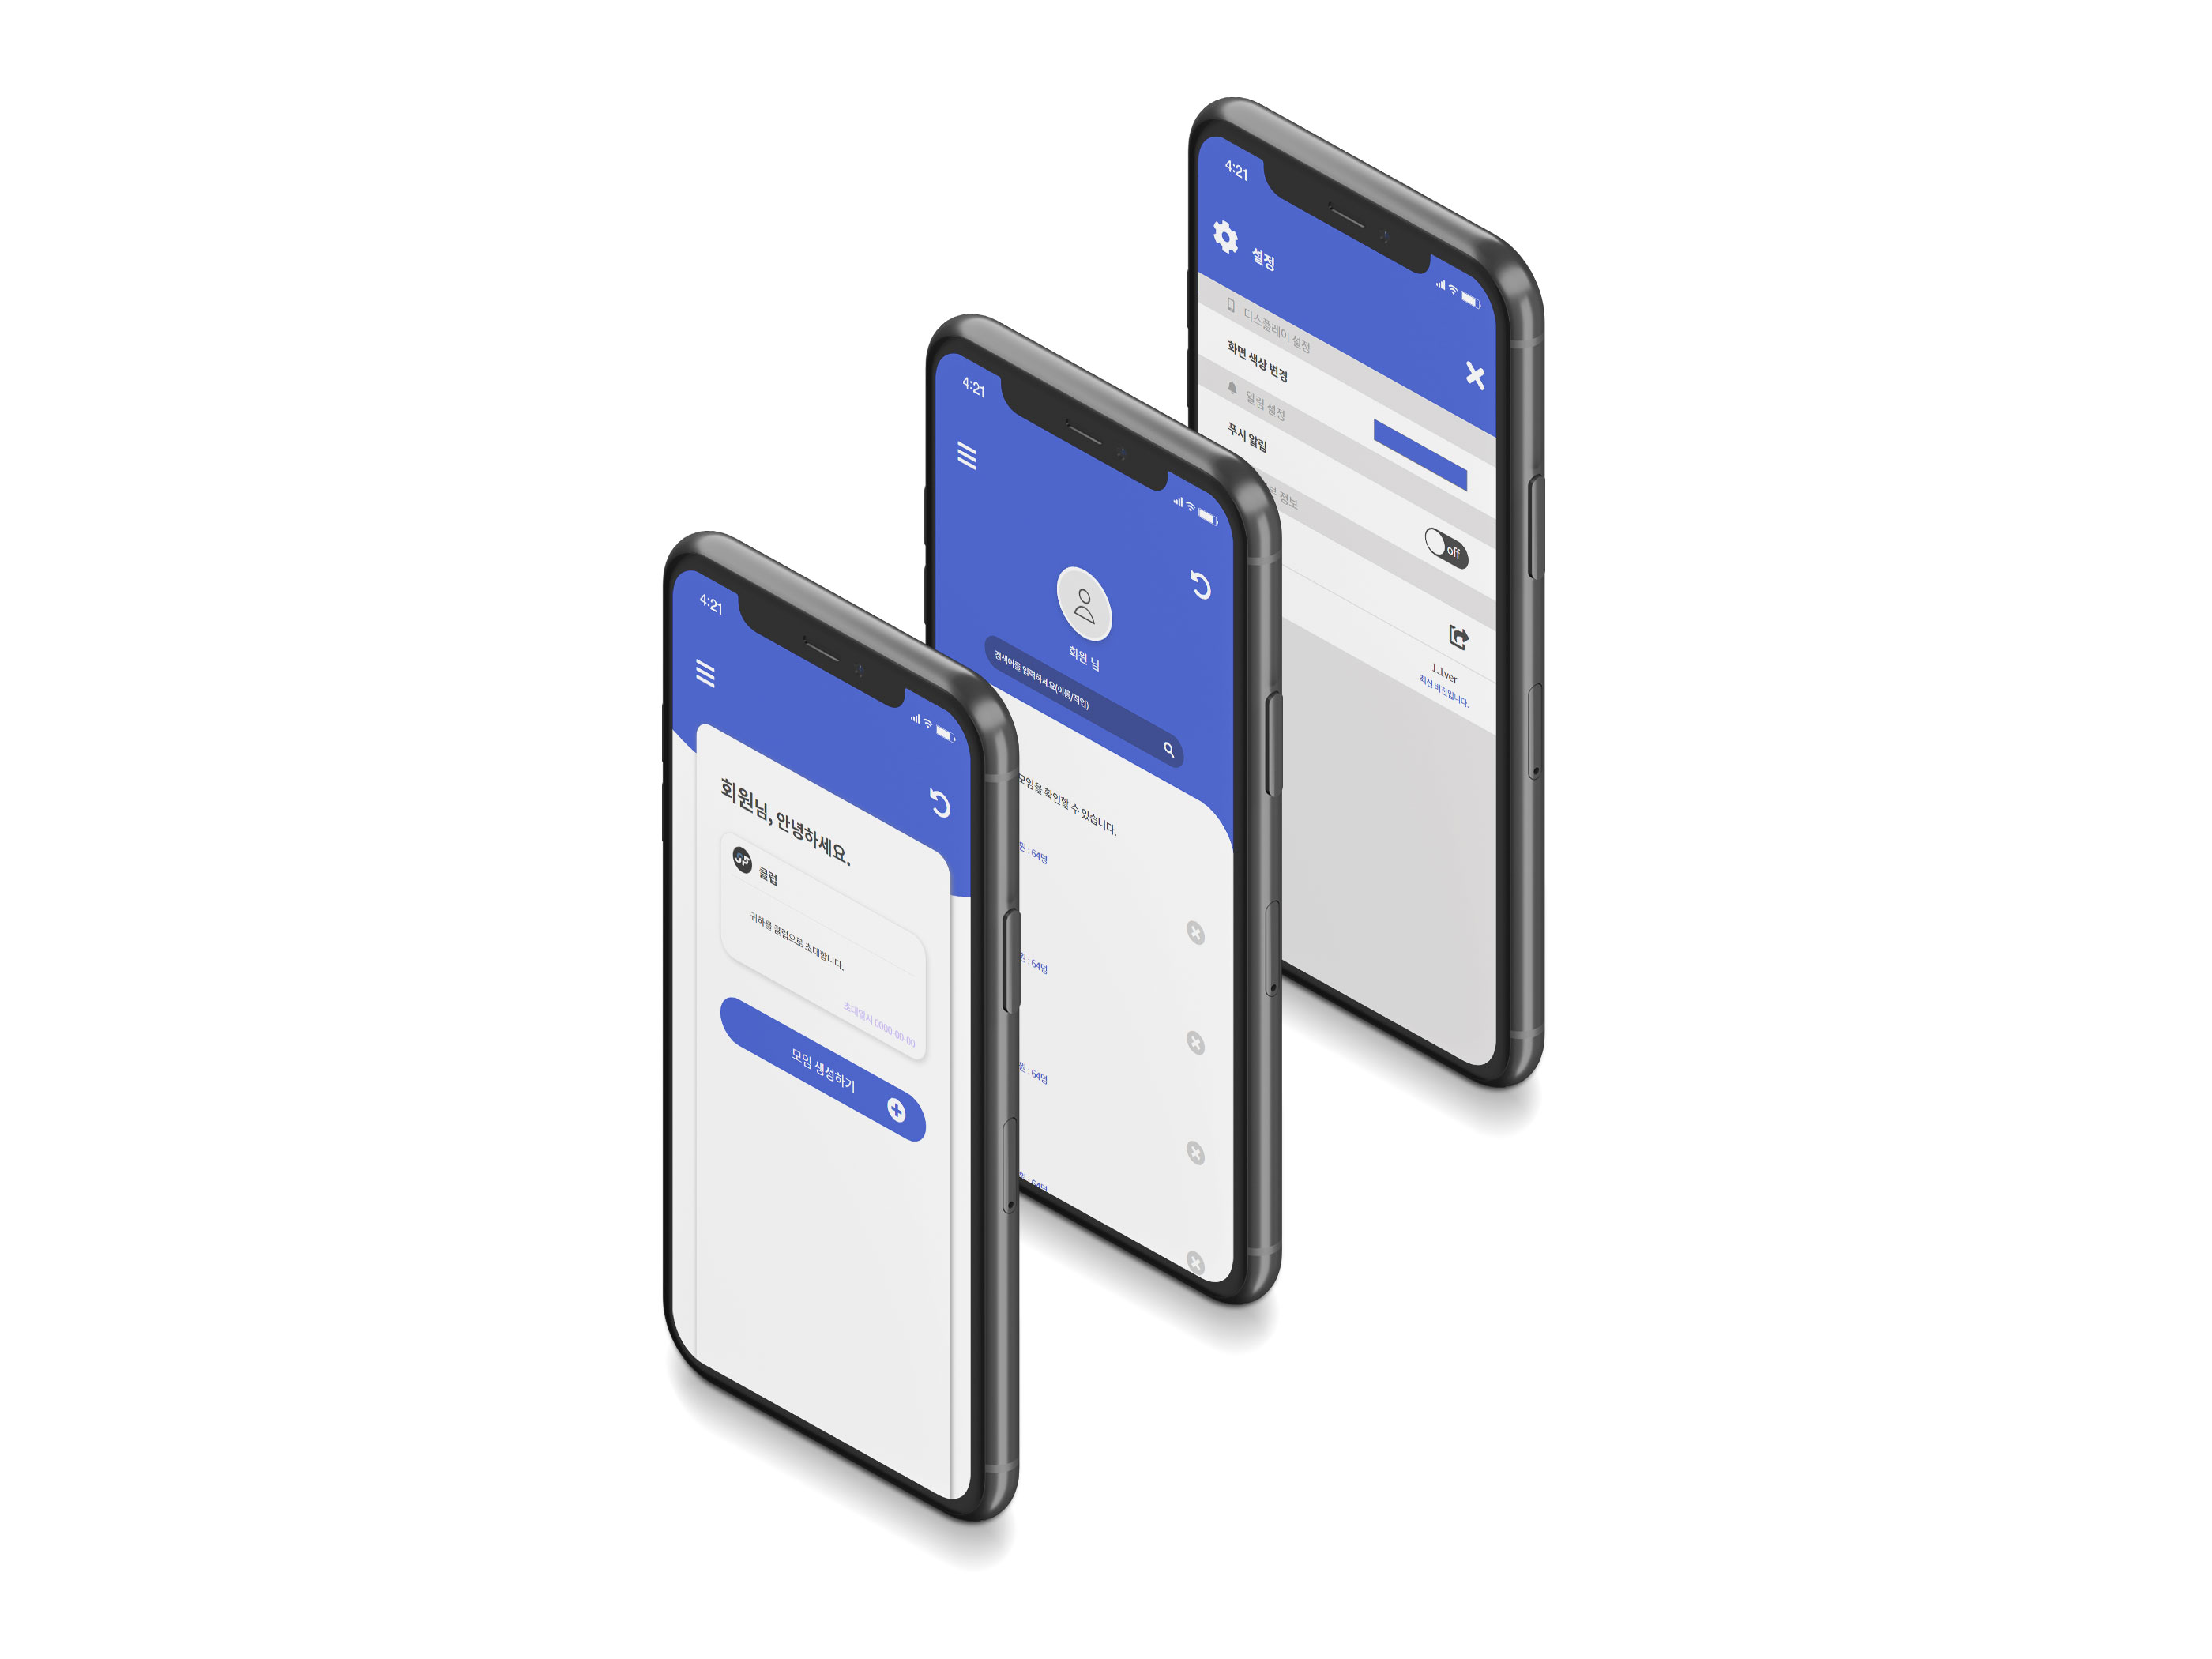 4:21
회원님, 안녕하세요.
클럽
귀하를 클럽으로 초대합니다.
초대일시 0000-00-00
모임 생성하기
4:21
회원 님
검색어를 입력하세요(이름/직업)
모임을 확인할 수 있습니다.
원 : 64명
원 : 64명
원 : 64명
원 : 64명
4:21
설정
디스플레이 설정
화면 색상 변경
알림 설정
푸시 알림
off
정보
1.1ver
최신 버전입니다.